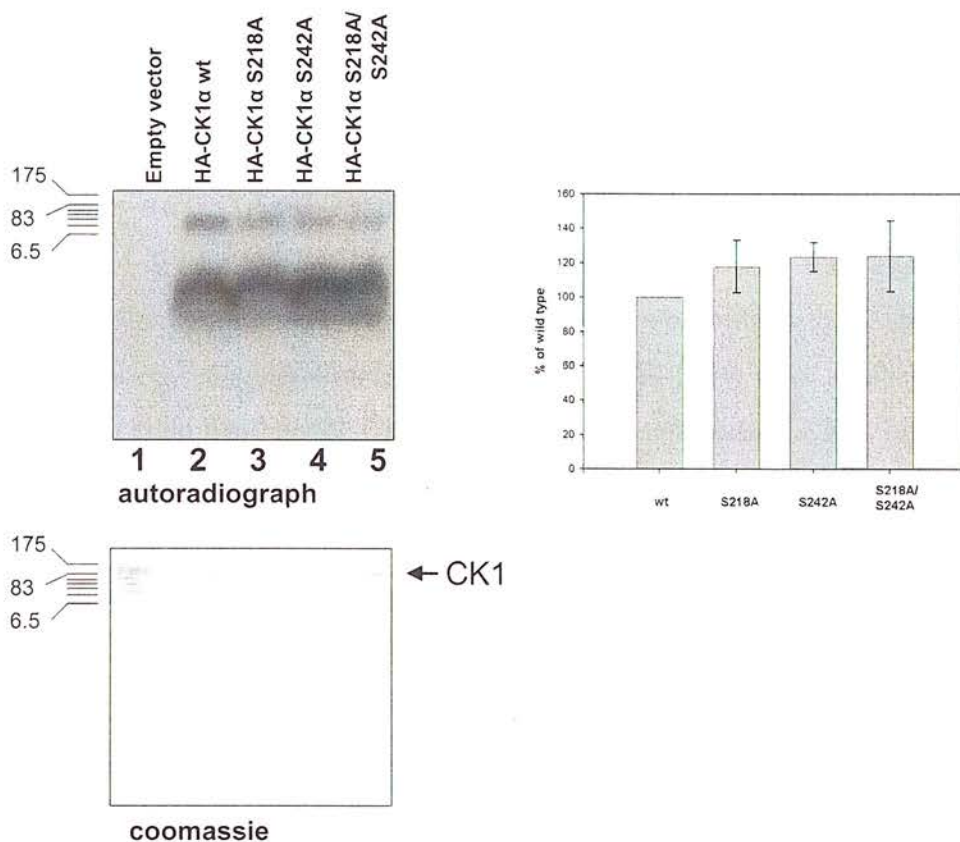 Empty vector
HA-CK1α wt
HA-CK1α S218A
HA-CK1α S242A
HA-CK1α S218A/
S242A
175
83
6.5
1 2 3 4 5
autoradiograph
% of wild type
160
140
120
100
80
60
40
20
0
wt S218A S242A S218A/
S242A
175
83
6.5
CK1
coomassie